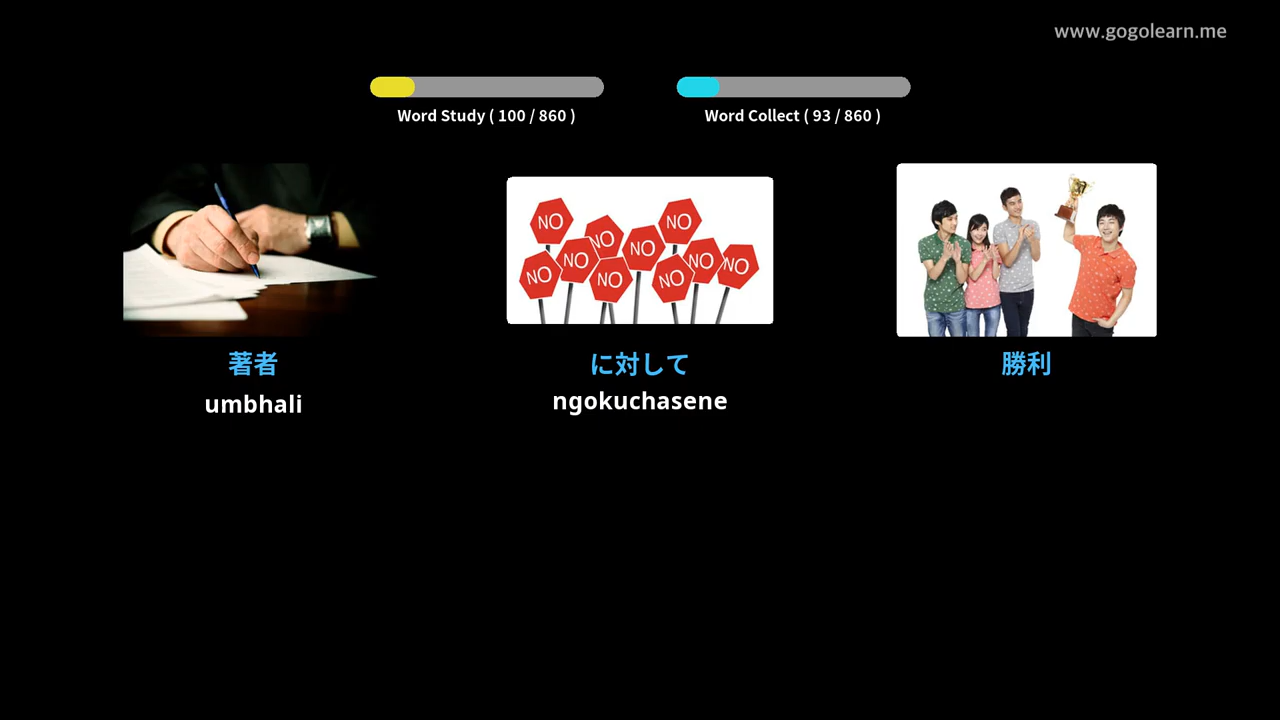 www.gogolearn.me
Word Study ( 100 / 860 )
Word Collect ( 93 / 860 )
NO
NO
NO
NO
NO
NO
NO
NO
NO
NO
著者
に対して
勝利
umbhali
ngokuchasene